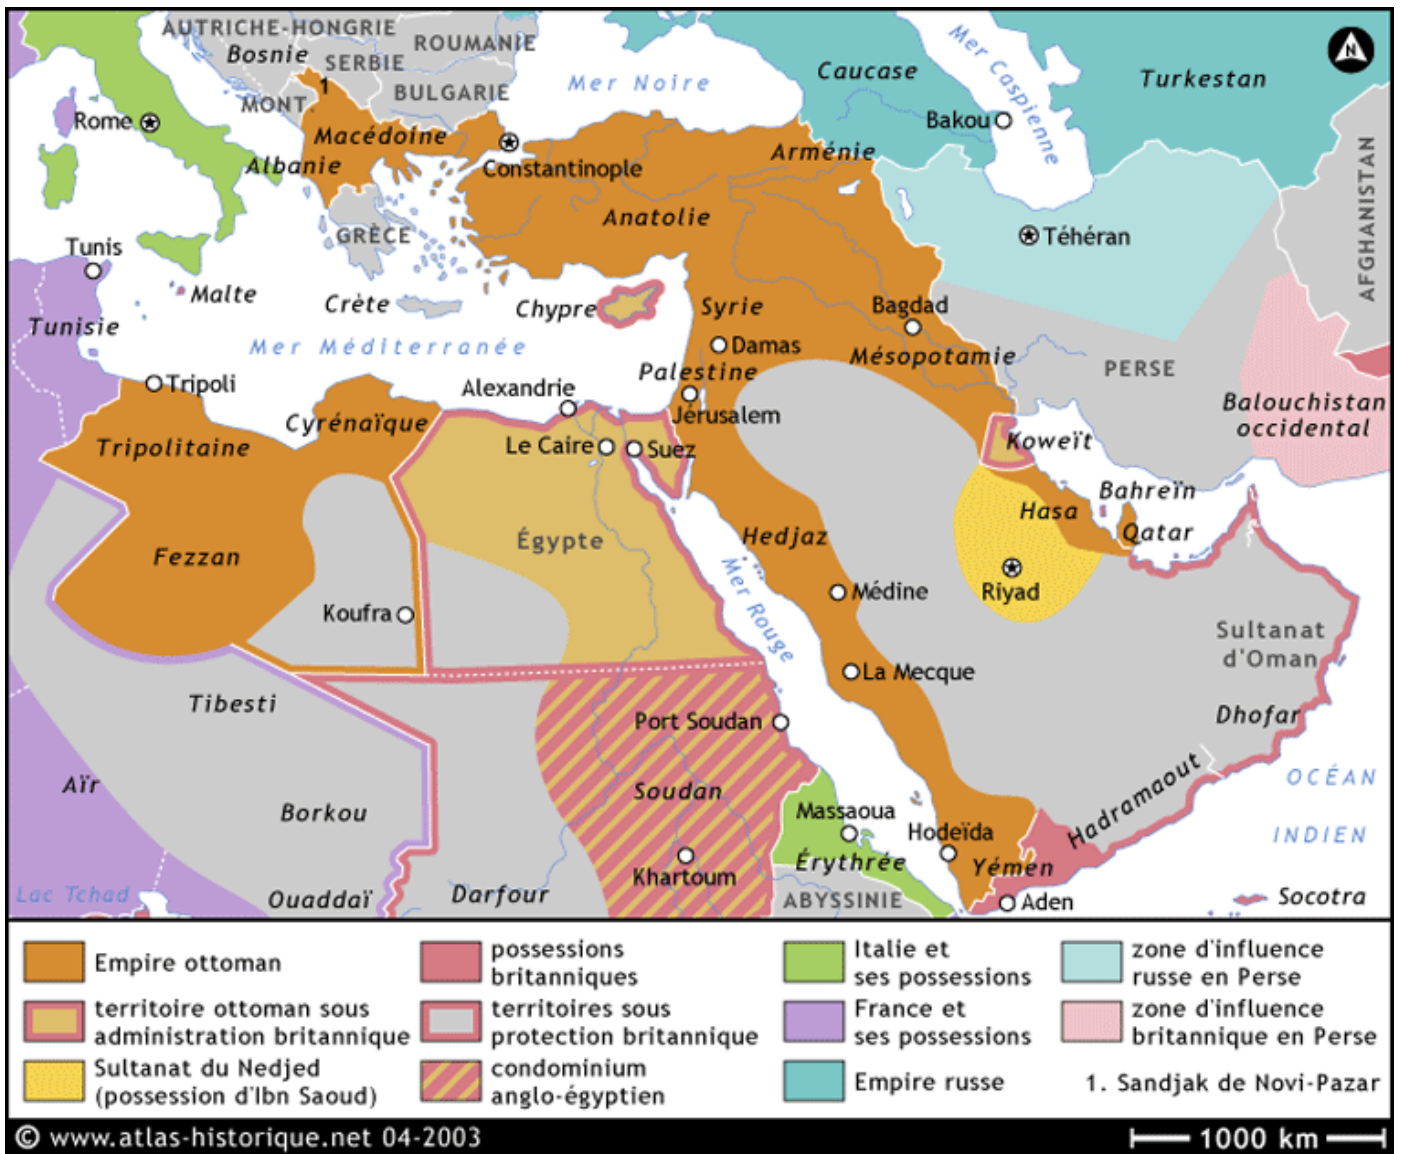 AUTRICHE-HONGRIE
Bosnie
SERBIE
ROUMANIE
MONT.
1
BULGARIE
Mer Noire
Caucase
Mer Caspienne
Turkestan
N
Rome
Macédoine
Albanie
Constantinople
Arménie
Bakou
AFGHANISTAN
Anatolie
GRÈCE
Téhéran
Tunis
Malte
Crète
Chypre
Syrie
Bagdad
Tunisie
Mer Méditerranée
Damas
Mésopotamie
PERSE
Palestine
Tripoli
Alexandrie
Jérusalem
Balouchistan
occidental
Cyrénaïque
Tripolitaine
Le Caire
Suez
Koweït
Bahreïn
Hasa
Qatar
Égypte
Hedjaz
Fezzan
Mer Rouge
Riyad
Médine
Koufra
Sultanat
d'Oman
La Mecque
Tibesti
Port Soudan
Dhofar
Aïr
Soudan
Hadramaout
OCÉAN
INDIEN
Borkou
Massaoua
Hodeïda
Khartoum
Érythrée
Yémen
Lac Tchad
Ouaddaï
Darfour
ABYSSINIE
Aden
Socotra
Empire ottoman
territoire ottoman sous
administration britannique
Sultanat du Nedjed
(possession d'Ibn Saoud)
possessions
britanniques
territoires sous
protection britannique
condominium
anglo-égyptien
Italie et
ses possessions
France et
ses possessions
Empire russe
zone d'influence
russe en Perse
zone d'influence
britannique en Perse
1. Sandjak de Novi-Pazar
© www.atlas-historique.net 04-2003
1000 km